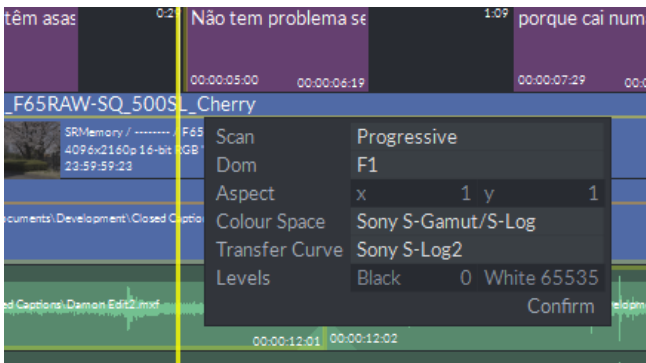 têm asas
0:29
Não tem problema se
1:09
porque cai num
00:00:05:00
00:00:06:19
00:00:07:29
_F65RAW-SQ_500SL_Cherry
SRMemory / -------- / F65
4096x2160p 16-bit RGB
23:59:59:23
Scan Progressive
Dom F1
Aspect x 1 y 1
Colour Space Sony S-Gamut/S-Log
Transfer Curve Sony S-Log2
Levels Black 0 White 65535
Confirm
cuments\Development\Closed Captio
ed Captions\Damon Edit2.mxf
00:00:12:01
00:00:12:02